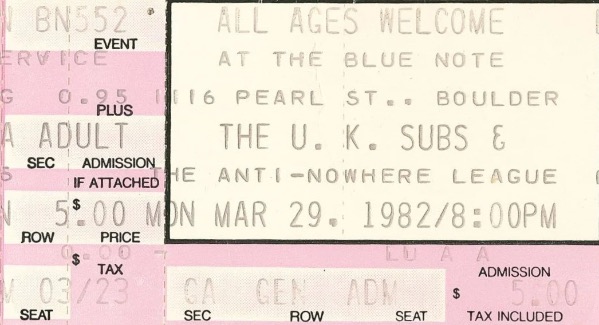 N BN552 ALL AGES WELCOME
EVENT
ERVICE AT THE BLUE NOTE
G 0.95 1116 PEARL ST.. BOULDER
PLUS
A ADULT THE U. K. SUBS &
SEC ADMISSION
IF ATTACHED
THE ANTI-NOWHERE LEAGUE
N $ 5.00 MON MAR 29. 1982/8:00PM
ROW PRICE
$ 0.00
TAX
ADMISSION
03/23 GA GEN ADM $ 5.00
SEAT SEC ROW SEAT TAX INCLUDED